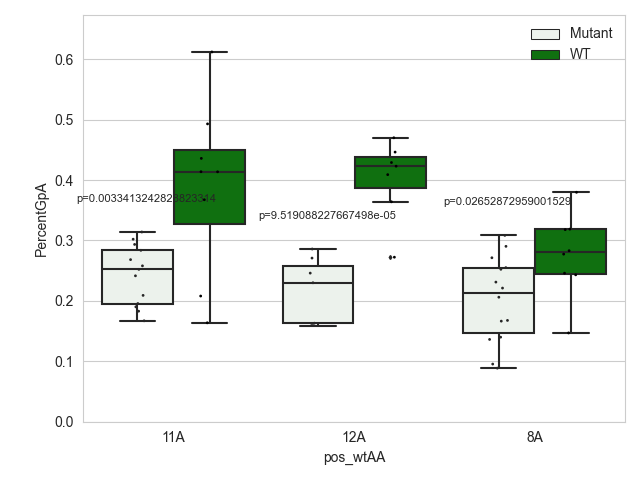 Mutant
WT
0.6
0.5
0.4
0.3
0.2
0.1
0.0
PercentGpA
p=9.519088227667498e-05
p=0.02652872959001529
11A
12A
8A
pos_wtAA